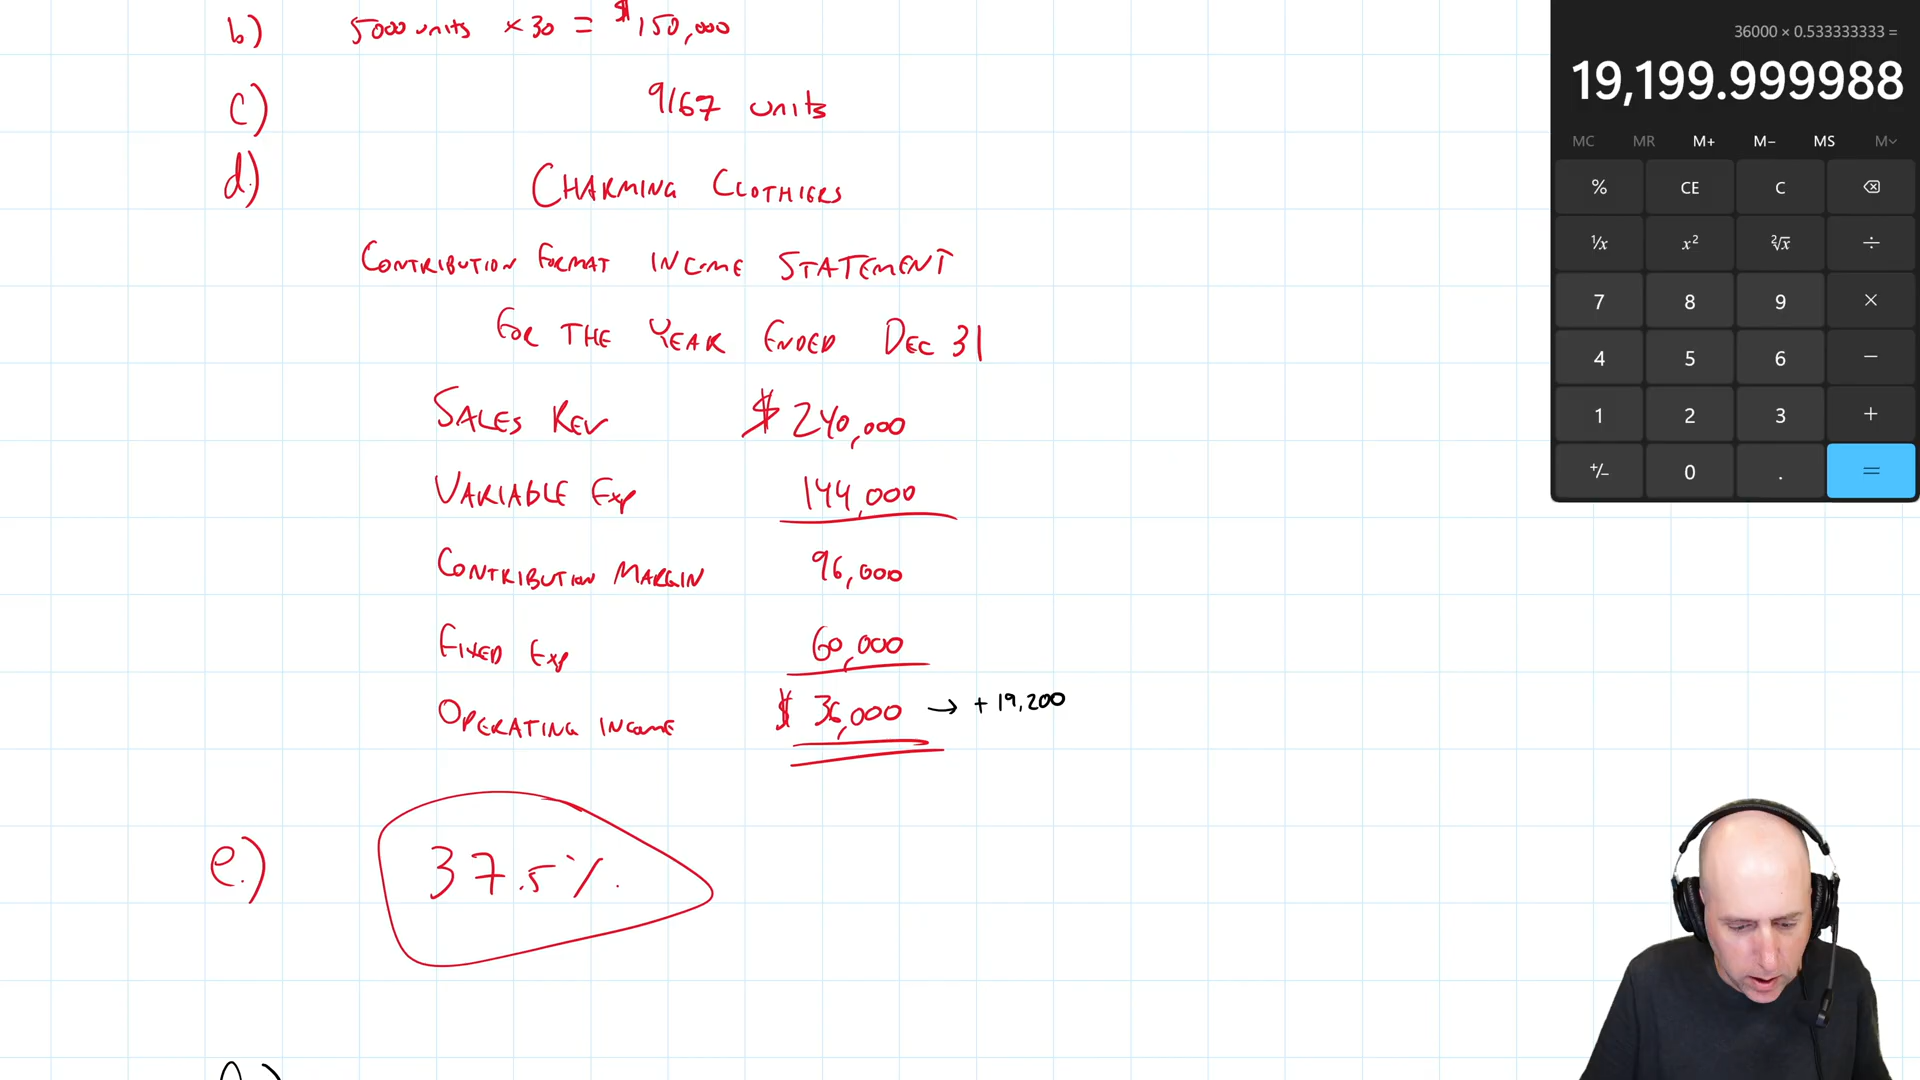 b) 5000 units × 30 = $150,000
c) 9167 units
d.) CHARMING CLOTHIERS
CONTRIBUTION FORMAT INCOME STATEMENT
FOR THE YEAR ENDED DEC 31
SALES REV $ 240,000
VARIABLE EXP 144,000
CONTRIBUTION MARGIN 96,000
FIXED EXP 60,000
OPERATING INCOME $ 36,000 → + 19,200
e.) 37.5%.
36000 × 0.533333333 =
19,199.999988
MC MR M+ M− MS M˅
% CE C ⌫
¹/x x² ²√x ÷
7 8 9 ×
4 5 6 −
1 2 3 +
+/− 0 . =